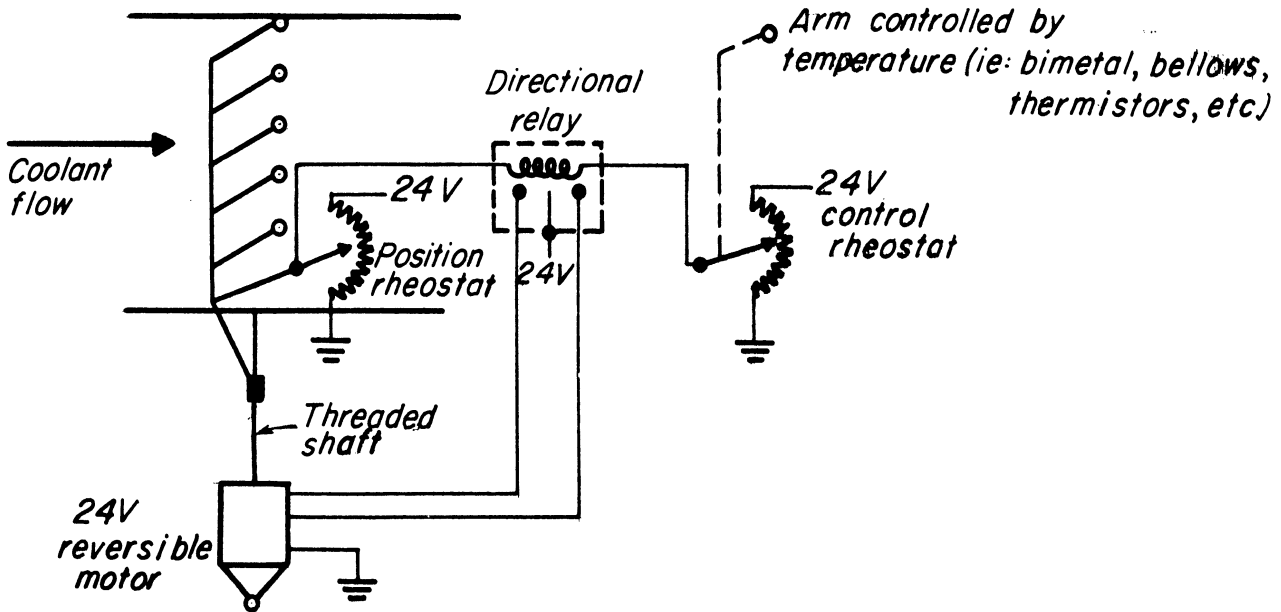 Arm controlled by
temperature (ie: bimetal, bellows,
thermistors, etc.)
Directional
relay
Coolant
flow
24V
Position
rheostat
24V
24V
control
rheostat
Threaded
shaft
24V
reversible
motor